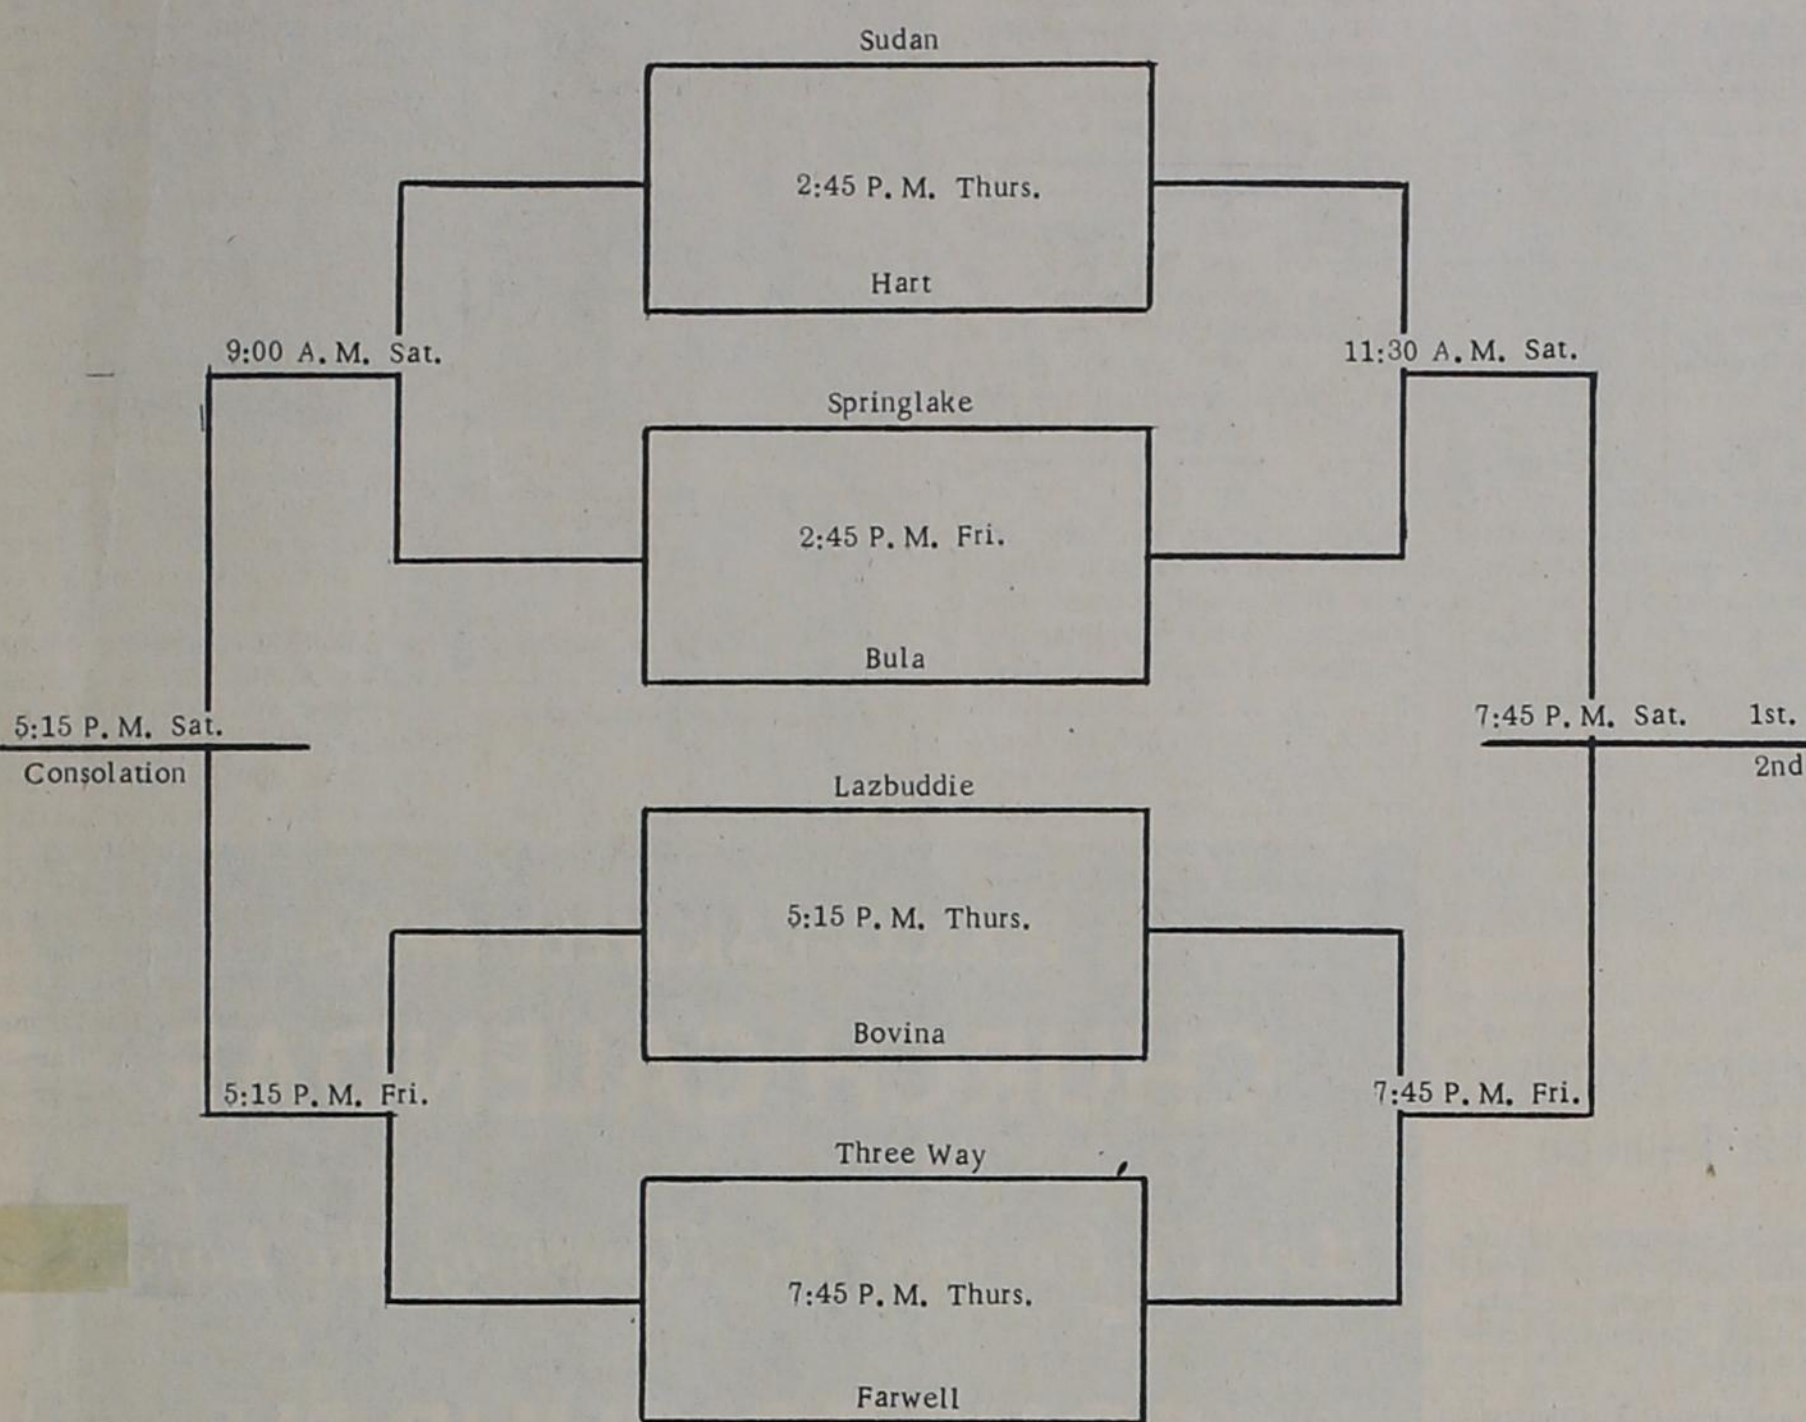 Sudan
2:45 P. M. Thurs.
Hart
9:00 A. M. Sat.
11:30 A. M. Sat.
Springlake
2:45 P. M. Fri.
Bula
5:15 P. M. Sat.
Consolation
7:45 P. M. Sat. 1st.
2nd
Lazbuddie
5:15 P. M. Thurs.
Bovina
5:15 P. M. Fri.
7:45 P. M. Fri.
Three Way
7:45 P. M. Thurs.
Farwell